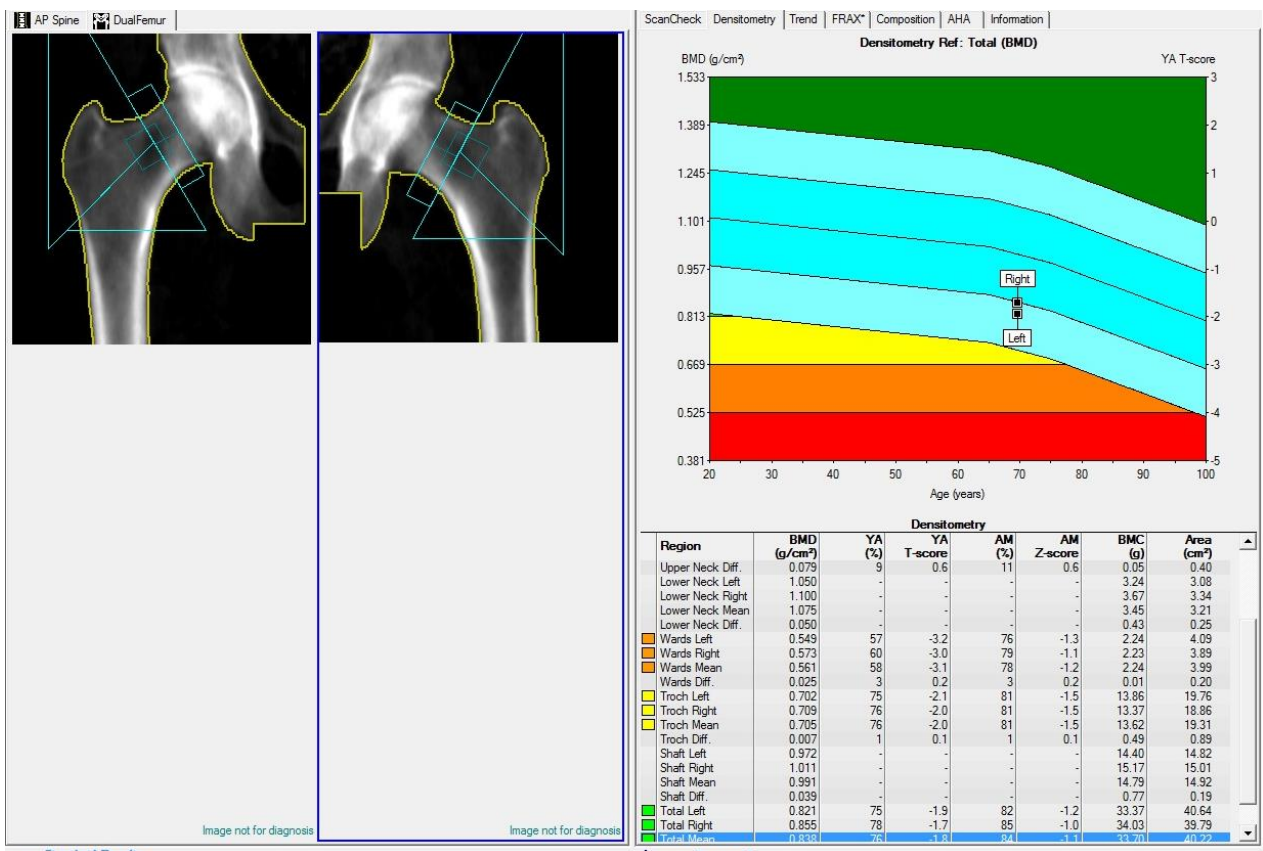 AP Spine DualFemur
Image not for diagnosis
Image not for diagnosis
ScanCheck Densitometry Trend FRAX* Composition AHA Information
Densitometry Ref: Total (BMD)
BMD (g/cm²) YA T-score
1.533 3
1.389 2
1.245 1
1.101 0
0.957 -1
Right
0.813 -2
Left
0.669 -3
0.525 -4
0.381 -5
20 30 40 50 60 70 80 90 100
Age (years)
Densitometry
Region BMD (g/cm²) YA (%) YA T-score AM (%) AM Z-score BMC (g) Area (cm²)
Upper Neck Diff. 0.079 9 0.6 11 0.6 0.05 0.40
Lower Neck Left 1.050 - - - - 3.24 3.08
Lower Neck Right 1.100 - - - - 3.67 3.34
Lower Neck Mean 1.075 - - - - 3.45 3.21
Lower Neck Diff. 0.050 - - - - 0.43 0.25
Wards Left 0.549 57 -3.2 76 -1.3 2.24 4.09
Wards Right 0.573 60 -3.0 79 -1.1 2.23 3.89
Wards Mean 0.561 58 -3.1 78 -1.2 2.24 3.99
Wards Diff. 0.025 3 0.2 3 0.2 0.01 0.20
Troch Left 0.702 75 -2.1 81 -1.5 13.86 19.76
Troch Right 0.709 76 -2.0 81 -1.5 13.37 18.86
Troch Mean 0.705 76 -2.0 81 -1.5 13.62 19.31
Troch Diff. 0.007 1 0.1 1 0.1 0.49 0.89
Shaft Left 0.972 - - - - 14.40 14.82
Shaft Right 1.011 - - - - 15.17 15.01
Shaft Mean 0.991 - - - - 14.79 14.92
Shaft Diff. 0.039 - - - - 0.77 0.19
Total Left 0.821 75 -1.9 82 -1.2 33.37 40.64
Total Right 0.855 78 -1.7 85 -1.0 34.03 39.79
Total Mean 0.838 76 -1.8 84 -1.1 33.70 40.22